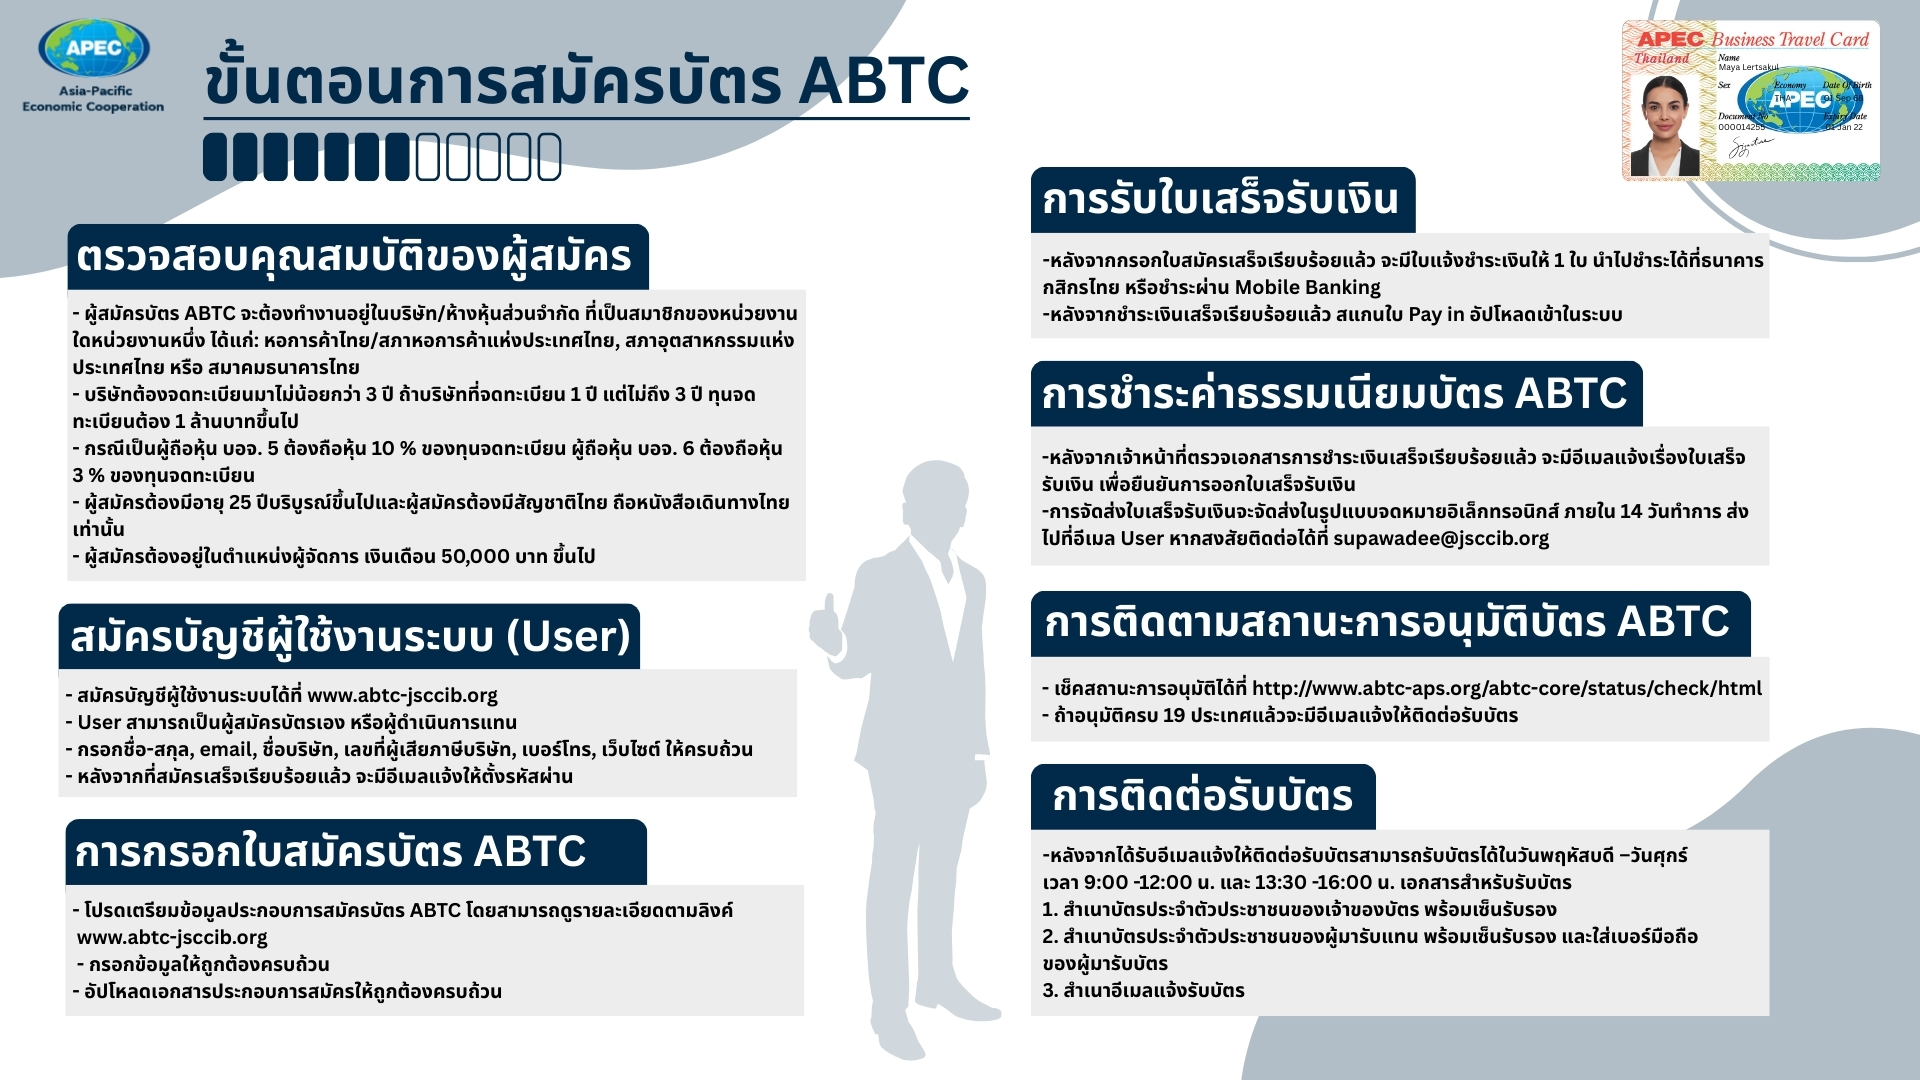 APEC
Asia-Pacific
Economic Cooperation
ขั้นตอนการสมัครบัตร ABTC
ตรวจสอบคุณสมบัติของผู้สมัคร
- ผู้สมัครบัตร ABTC จะต้องทำงานอยู่ในบริษัท/ห้างหุ้นส่วนจำกัด ที่เป็นสมาชิกของหน่วยงาน
ใดหน่วยงานหนึ่ง ได้แก่: หอการค้าไทย/สภาหอการค้าแห่งประเทศไทย, สภาอุตสาหกรรมแห่ง
ประเทศไทย หรือ สมาคมธนาคารไทย
- บริษัทต้องจดทะเบียนมาไม่น้อยกว่า 3 ปี ถ้าบริษัทที่จดทะเบียน 1 ปี แต่ไม่ถึง 3 ปี ทุนจด
ทะเบียนต้อง 1 ล้านบาทขึ้นไป
- กรณีเป็นผู้ถือหุ้น บอจ. 5 ต้องถือหุ้น 10 % ของทุนจดทะเบียน ผู้ถือหุ้น บอจ. 6 ต้องถือหุ้น
3 % ของทุนจดทะเบียน
- ผู้สมัครต้องมีอายุ 25 ปีบริบูรณ์ขึ้นไปและผู้สมัครต้องมีสัญชาติไทย ถือหนังสือเดินทางไทย
เท่านั้น
- ผู้สมัครต้องอยู่ในตำแหน่งผู้จัดการ เงินเดือน 50,000 บาท ขึ้นไป
สมัครบัญชีผู้ใช้งานระบบ (User)
- สมัครบัญชีผู้ใช้งานระบบได้ที่ www.abtc-jsccib.org
- User สามารถเป็นผู้สมัครบัตรเอง หรือผู้ดำเนินการแทน
- กรอกชื่อ-สกุล, email, ชื่อบริษัท, เลขที่ผู้เสียภาษีบริษัท, เบอร์โทร, เว็บไซต์ ให้ครบถ้วน
- หลังจากที่สมัครเสร็จเรียบร้อยแล้ว จะมีอีเมลแจ้งให้ตั้งรหัสผ่าน
การกรอกใบสมัครบัตร ABTC
- โปรดเตรียมข้อมูลประกอบการสมัครบัตร ABTC โดยสามารถดูรายละเอียดตามลิงค์
www.abtc-jsccib.org
- กรอกข้อมูลให้ถูกต้องครบถ้วน
- อัปโหลดเอกสารประกอบการสมัครให้ถูกต้องครบถ้วน
APEC Business Travel Card
Thailand
Name
Maya Lertsakul
Sex Economy Date Of Birth
THA 01 Sep 68
APEC
Document No Expiry Date
000014255 01 Jan 22
Signature
การรับใบเสร็จรับเงิน
-หลังจากกรอกใบสมัครเสร็จเรียบร้อยแล้ว จะมีใบแจ้งชำระเงินให้ 1 ใบ นำไปชำระได้ที่ธนาคาร
กสิกรไทย หรือชำระผ่าน Mobile Banking
-หลังจากชำระเงินเสร็จเรียบร้อยแล้ว สแกนใบ Pay in อัปโหลดเข้าในระบบ
การชำระค่าธรรมเนียมบัตร ABTC
-หลังจากเจ้าหน้าที่ตรวจเอกสารการชำระเงินเสร็จเรียบร้อยแล้ว จะมีอีเมลแจ้งเรื่องใบเสร็จ
รับเงิน เพื่อยืนยันการออกใบเสร็จรับเงิน
-การจัดส่งใบเสร็จรับเงินจะจัดส่งในรูปแบบจดหมายอิเล็กทรอนิกส์ ภายใน 14 วันทำการ ส่ง
ไปที่อีเมล User หากสงสัยติดต่อได้ที่ supawadee@jsccib.org
การติดตามสถานะการอนุมัติบัตร ABTC
- เช็คสถานะการอนุมัติได้ที่ http://www.abtc-aps.org/abtc-core/status/check/html
- ถ้าอนุมัติครบ 19 ประเทศแล้วจะมีอีเมลแจ้งให้ติดต่อรับบัตร
การติดต่อรับบัตร
-หลังจากได้รับอีเมลแจ้งให้ติดต่อรับบัตรสามารถรับบัตรได้ในวันพฤหัสบดี –วันศุกร์
เวลา 9:00 -12:00 น. และ 13:30 -16:00 น. เอกสารสำหรับรับบัตร
1. สำเนาบัตรประจำตัวประชาชนของเจ้าของบัตร พร้อมเซ็นรับรอง
2. สำเนาบัตรประจำตัวประชาชนของผู้มารับแทน พร้อมเซ็นรับรอง และใส่เบอร์มือถือ
ของผู้มารับบัตร
3. สำเนาอีเมลแจ้งรับบัตร